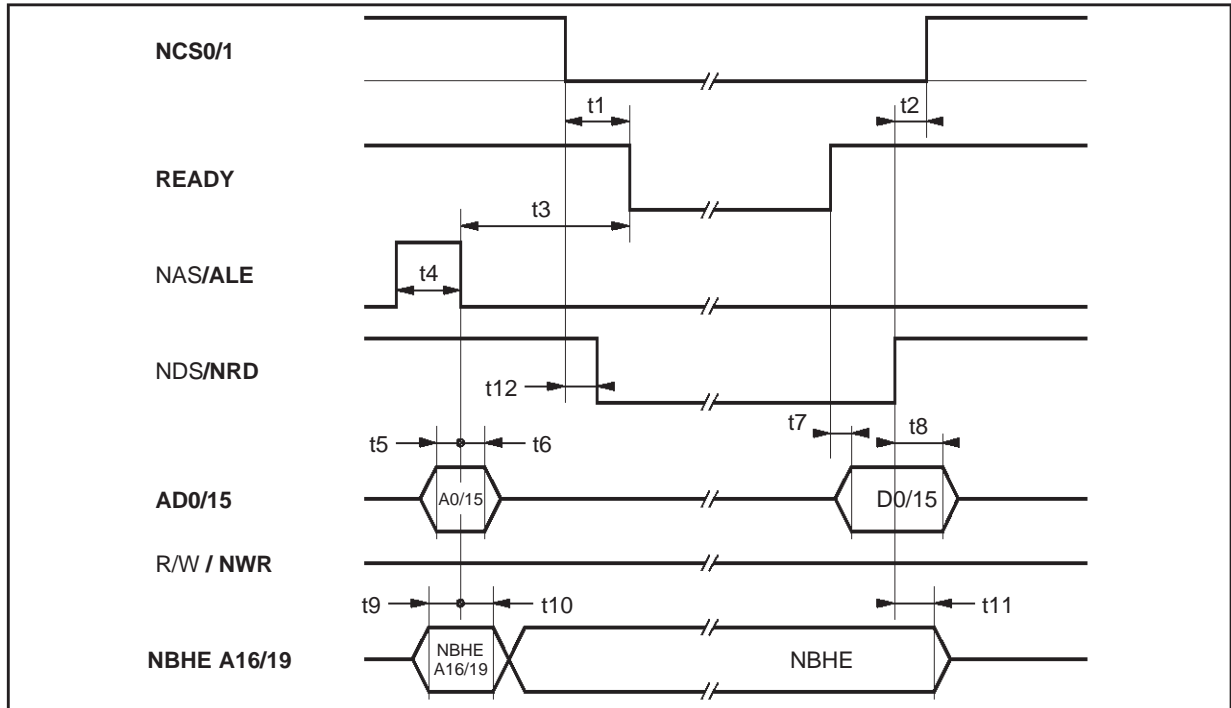 NCS0/1
t1
t2
READY
t3
NAS/ALE
t4
NDS/NRD
t12
t7
t8
t5
t6
AD0/15
A0/15
D0/15
R/W / NWR
t9
t10
t11
NBHE A16/19
NBHE
A16/19
NBHE